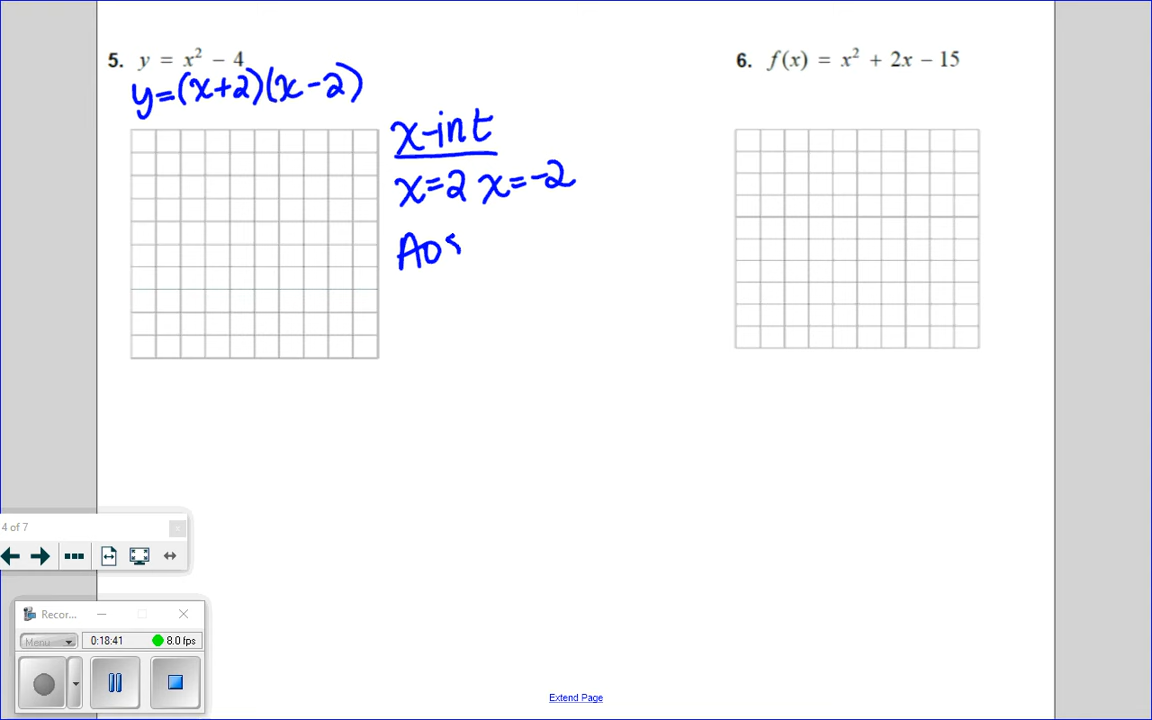 5. y = x² − 4
y=(x+2)(x-2)
x-int
x=2 x=-2
AOS
6. f(x) = x² + 2x − 15
4 of 7
Recor...
Menu
0:18:41
8.0 fps
Extend Page